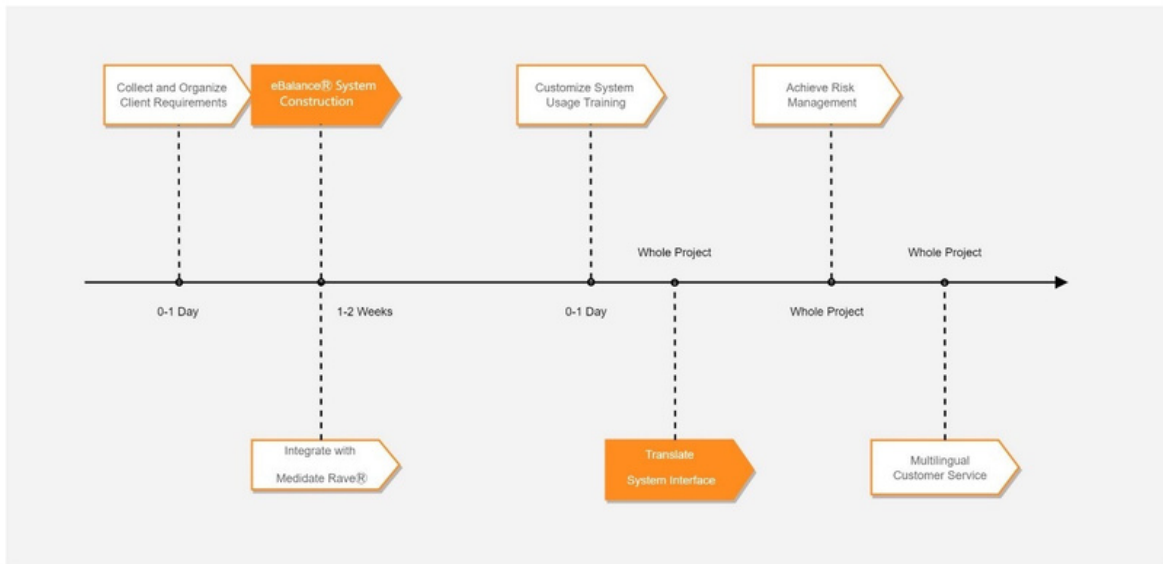 Collect and Organize
Client Requirements
eBalance® System
Construction
Customize System
Usage Training
Achieve Risk
Management
Whole Project
Whole Project
0-1 Day
1-2 Weeks
0-1 Day
Whole Project
Integrate with
Medidate Rave®
Translate
System Interface
Multilingual
Customer Service